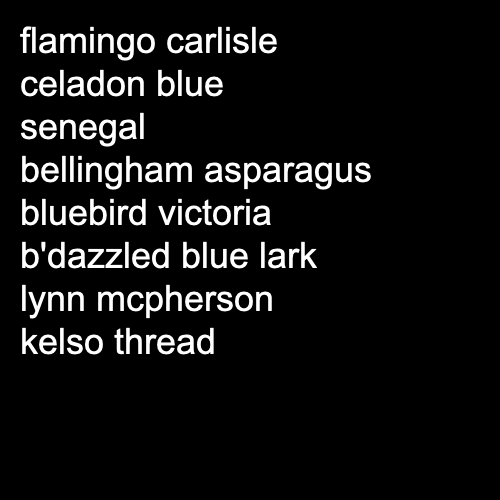 flamingo carlisle
celadon blue
senegal
bellingham asparagus
bluebird victoria
b'dazzled blue lark
lynn mcpherson
kelso thread